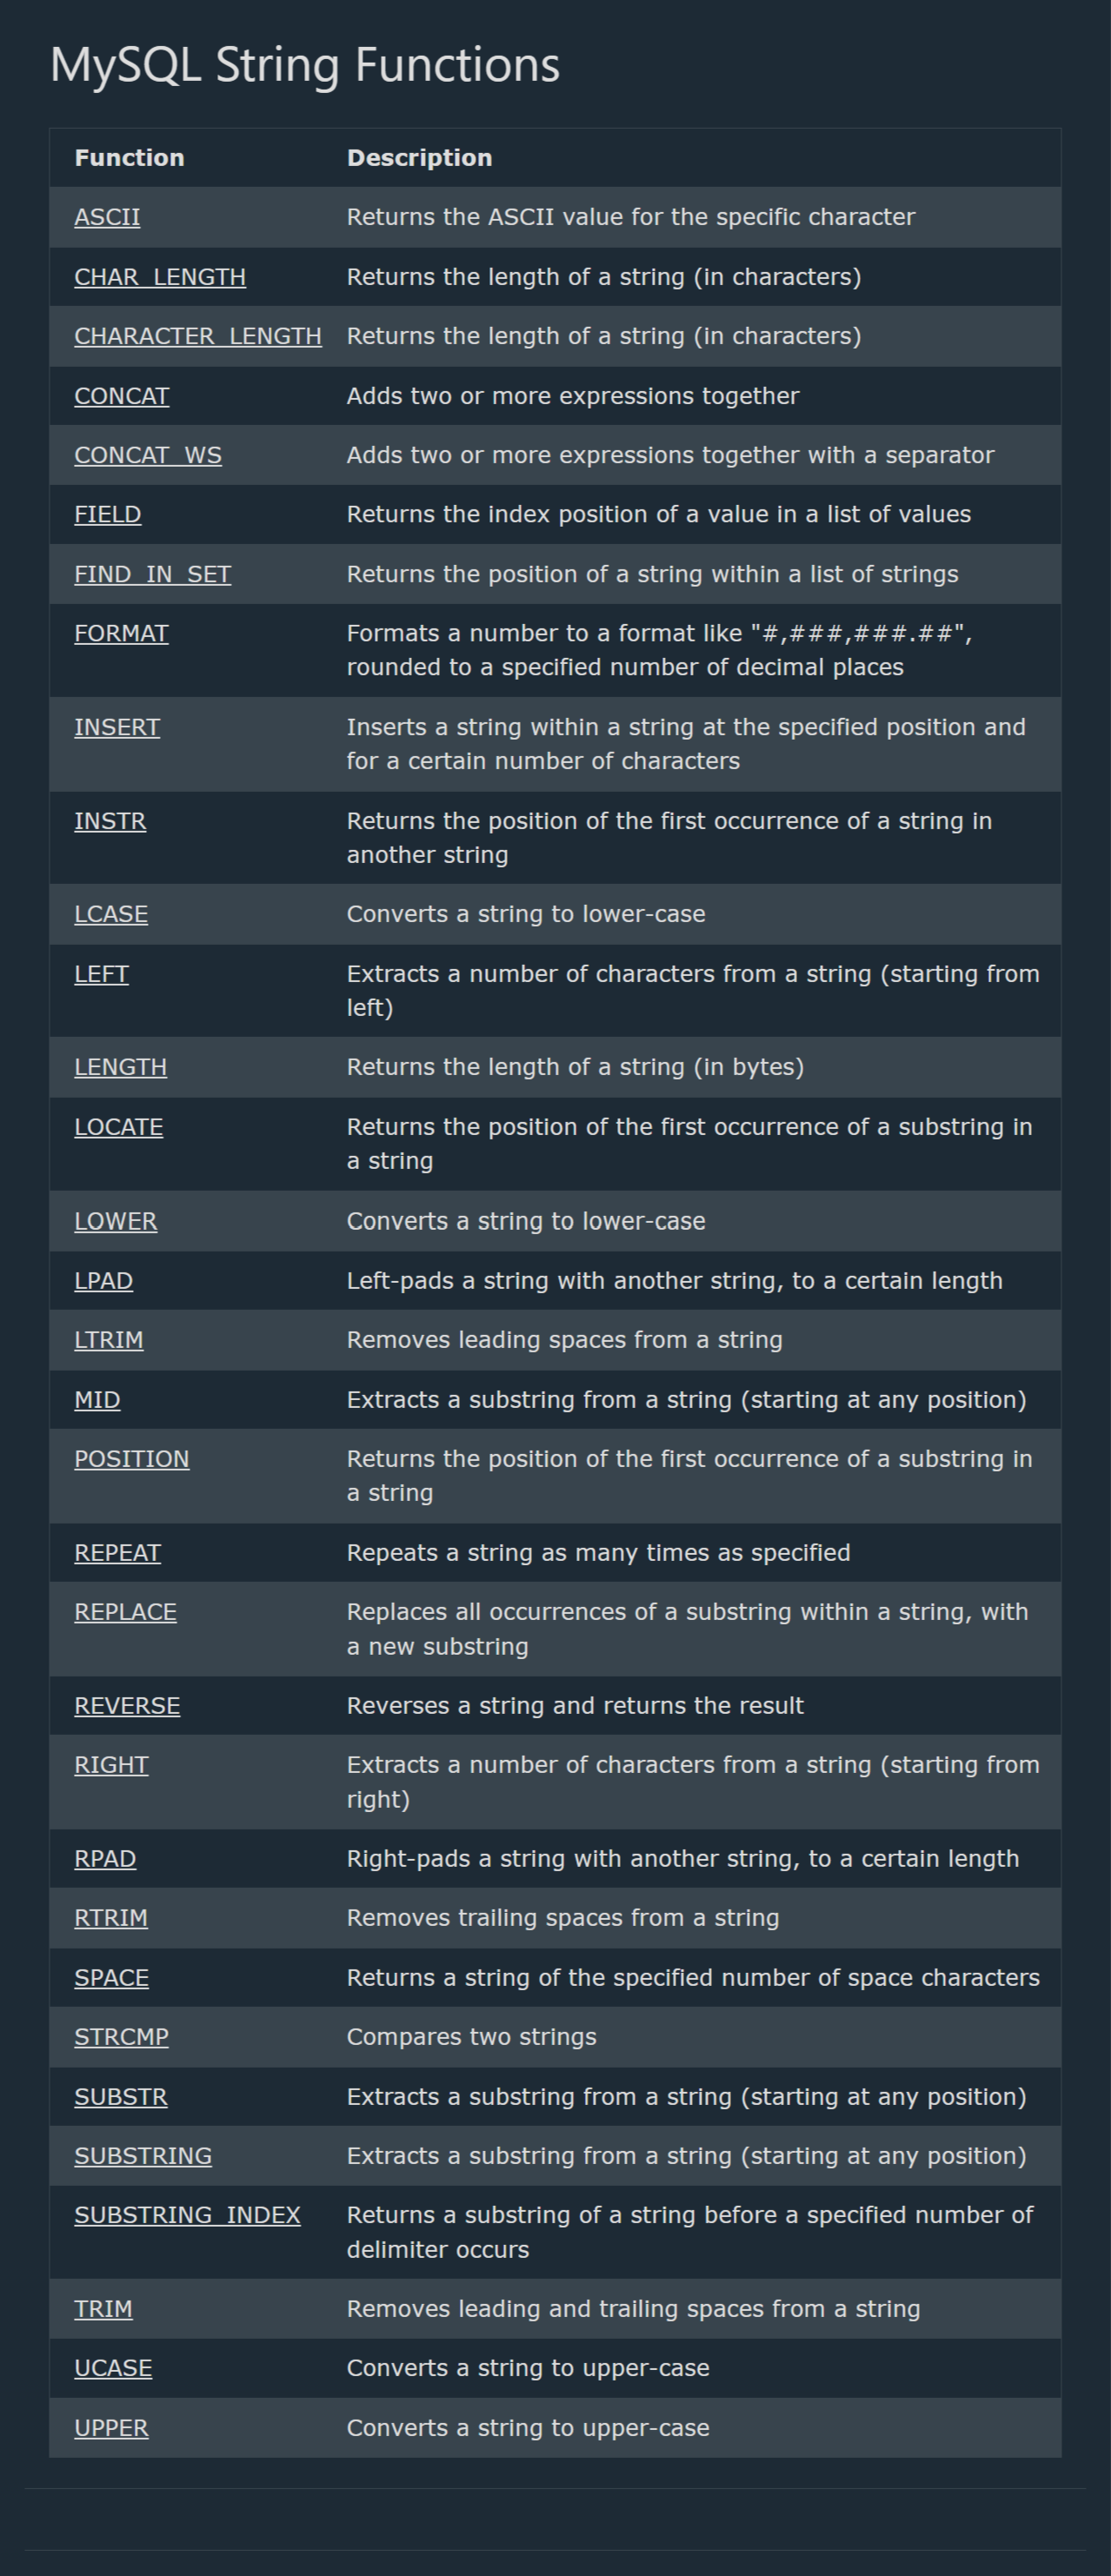 MySQL String Functions
Function Description
ASCII Returns the ASCII value for the specific character
CHAR_LENGTH Returns the length of a string (in characters)
CHARACTER_LENGTH Returns the length of a string (in characters)
CONCAT Adds two or more expressions together
CONCAT_WS Adds two or more expressions together with a separator
FIELD Returns the index position of a value in a list of values
FIND_IN_SET Returns the position of a string within a list of strings
FORMAT Formats a number to a format like "#,###,###.##",
rounded to a specified number of decimal places
INSERT Inserts a string within a string at the specified position and
for a certain number of characters
INSTR Returns the position of the first occurrence of a string in
another string
LCASE Converts a string to lower-case
LEFT Extracts a number of characters from a string (starting from
left)
LENGTH Returns the length of a string (in bytes)
LOCATE Returns the position of the first occurrence of a substring in
a string
LOWER Converts a string to lower-case
LPAD Left-pads a string with another string, to a certain length
LTRIM Removes leading spaces from a string
MID Extracts a substring from a string (starting at any position)
POSITION Returns the position of the first occurrence of a substring in
a string
REPEAT Repeats a string as many times as specified
REPLACE Replaces all occurrences of a substring within a string, with
a new substring
REVERSE Reverses a string and returns the result
RIGHT Extracts a number of characters from a string (starting from
right)
RPAD Right-pads a string with another string, to a certain length
RTRIM Removes trailing spaces from a string
SPACE Returns a string of the specified number of space characters
STRCMP Compares two strings
SUBSTR Extracts a substring from a string (starting at any position)
SUBSTRING Extracts a substring from a string (starting at any position)
SUBSTRING_INDEX Returns a substring of a string before a specified number of
delimiter occurs
TRIM Removes leading and trailing spaces from a string
UCASE Converts a string to upper-case
UPPER Converts a string to upper-case